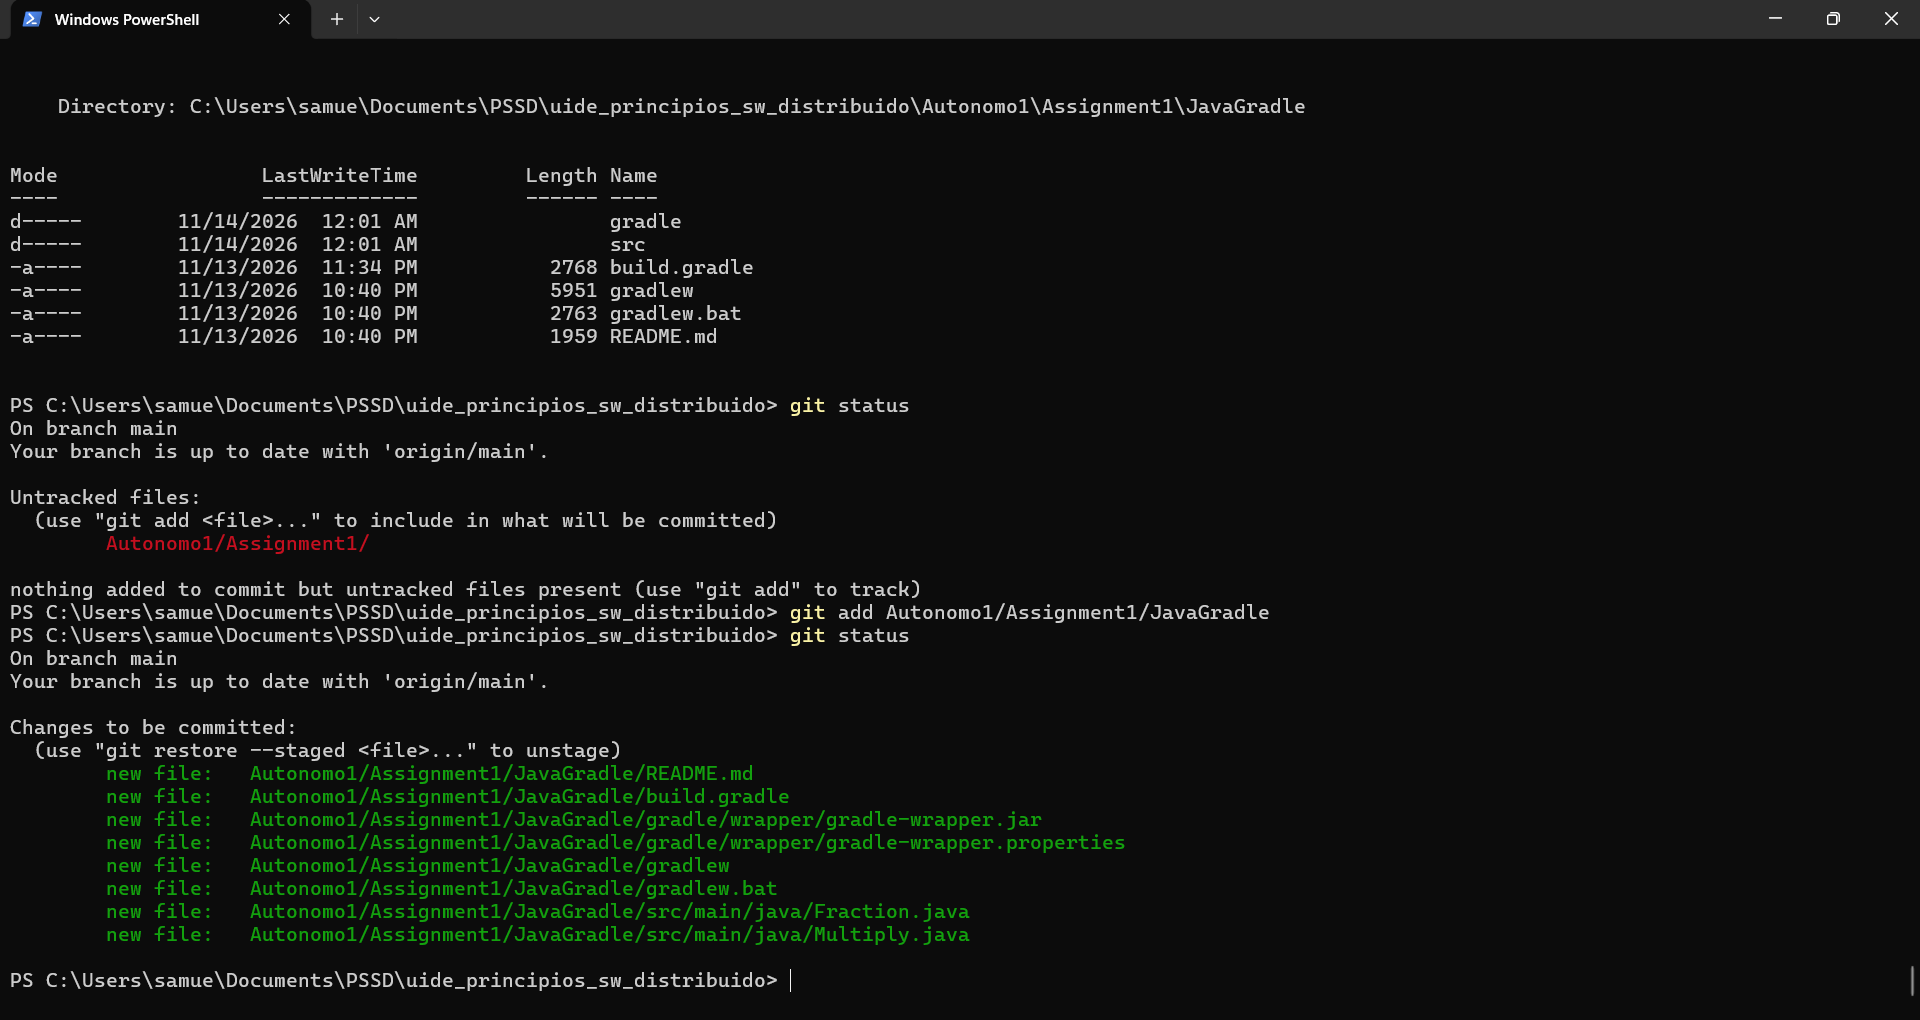 Windows PowerShell
Directory: C:\Users\samue\Documents\PSSD\uide_principios_sw_distribuido\Autonomo1\Assignment1\JavaGradle
Mode                 LastWriteTime         Length Name
----                 -------------         ------ ----
d-----        11/14/2026  12:01 AM                gradle
d-----        11/14/2026  12:01 AM                src
-a----        11/13/2026  11:34 PM           2768 build.gradle
-a----        11/13/2026  10:40 PM           5951 gradlew
-a----        11/13/2026  10:40 PM           2763 gradlew.bat
-a----        11/13/2026  10:40 PM           1959 README.md
PS C:\Users\samue\Documents\PSSD\uide_principios_sw_distribuido> git status
On branch main
Your branch is up to date with 'origin/main'.
Untracked files:
  (use "git add <file>..." to include in what will be committed)
        Autonomo1/Assignment1/
nothing added to commit but untracked files present (use "git add" to track)
PS C:\Users\samue\Documents\PSSD\uide_principios_sw_distribuido> git add Autonomo1/Assignment1/JavaGradle
PS C:\Users\samue\Documents\PSSD\uide_principios_sw_distribuido> git status
On branch main
Your branch is up to date with 'origin/main'.
Changes to be committed:
  (use "git restore --staged <file>..." to unstage)
        new file:   Autonomo1/Assignment1/JavaGradle/README.md
        new file:   Autonomo1/Assignment1/JavaGradle/build.gradle
        new file:   Autonomo1/Assignment1/JavaGradle/gradle/wrapper/gradle-wrapper.jar
        new file:   Autonomo1/Assignment1/JavaGradle/gradle/wrapper/gradle-wrapper.properties
        new file:   Autonomo1/Assignment1/JavaGradle/gradlew
        new file:   Autonomo1/Assignment1/JavaGradle/gradlew.bat
        new file:   Autonomo1/Assignment1/JavaGradle/src/main/java/Fraction.java
        new file:   Autonomo1/Assignment1/JavaGradle/src/main/java/Multiply.java
PS C:\Users\samue\Documents\PSSD\uide_principios_sw_distribuido>